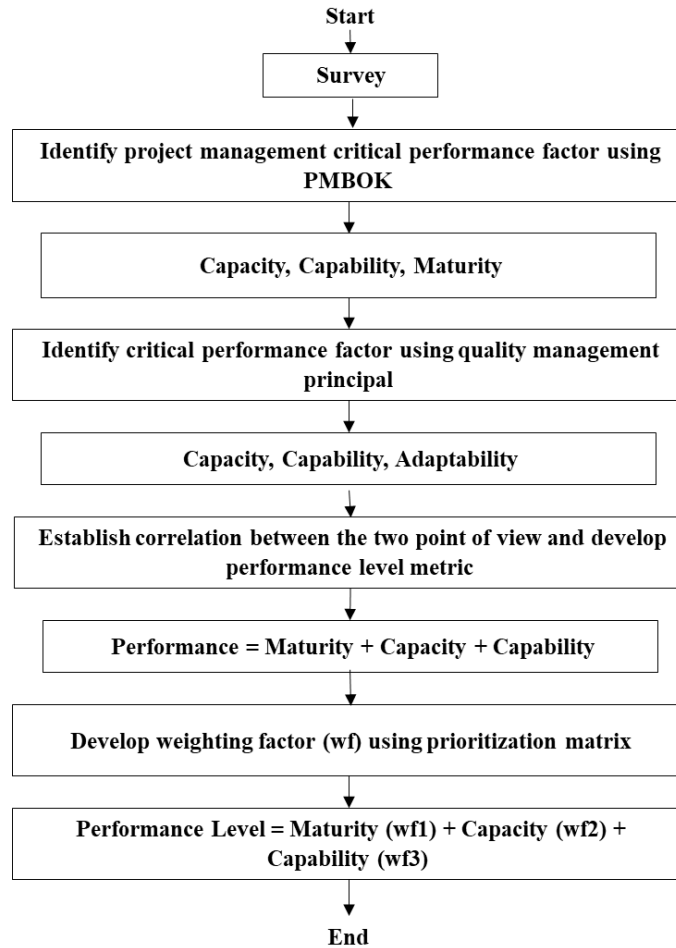 Start
Survey
Identify project management critical performance factor using
PMBOK
Capacity, Capability, Maturity
Identify critical performance factor using quality management
principal
Capacity, Capability, Adaptability
Establish correlation between the two point of view and develop
performance level metric
Performance = Maturity + Capacity + Capability
Develop weighting factor (wf) using prioritization matrix
Performance Level = Maturity (wf1) + Capacity (wf2) +
Capability (wf3)
End